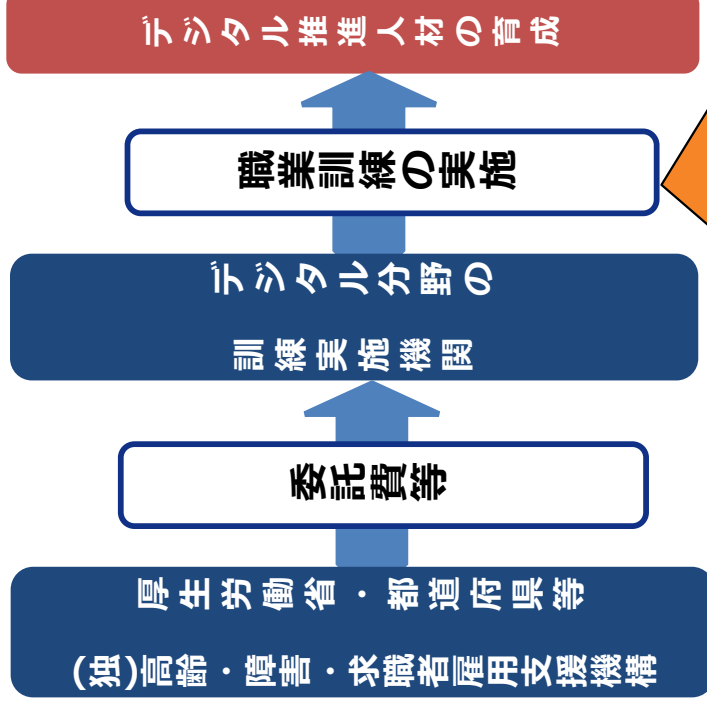 デジタル推進人材の育成
職業訓練の実施
デジタル分野の
訓練実施機関
委託費等
厚生労働省・都道府県等
(独)高齢・障害・求職者雇用支援機構